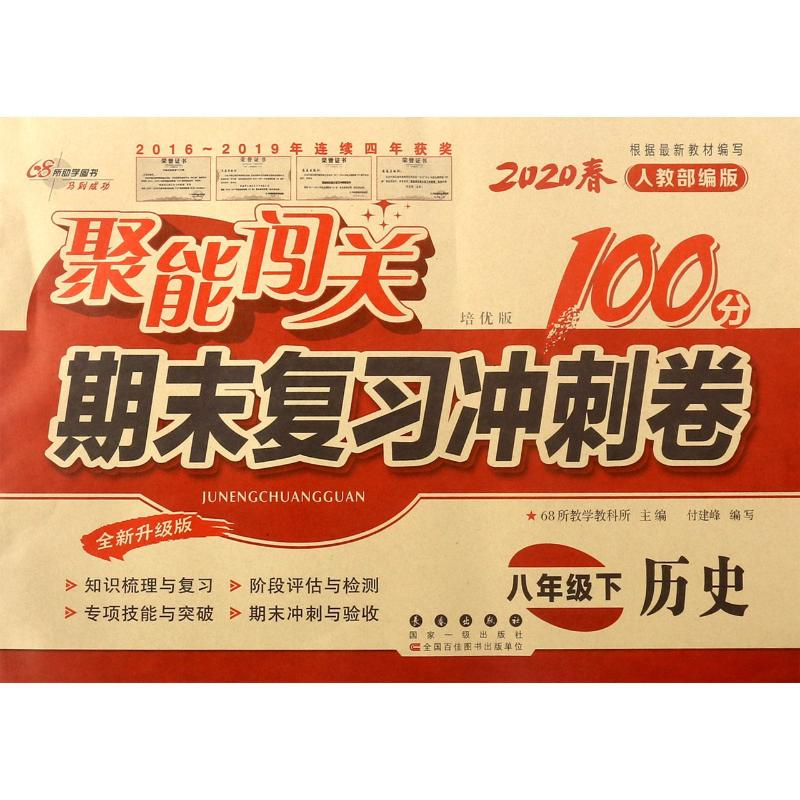 2016～2019年连续四年获奖
荣誉证书
荣誉证书
荣誉证书
荣誉证书
68所助学图书
马到成功
根据最新教材编写
2020春
人教部编版
聚能闯关
100分
培优版
期末复习冲刺卷
JUNENGCHUANGGUAN
全新升级版
★68所教学教科所 主编 付建峰 编写
知识梳理与复习
阶段评估与检测
专项技能与突破
期末冲刺与验收
八年级下
历史
长春出版社
国家一级出版社
全国百佳图书出版单位